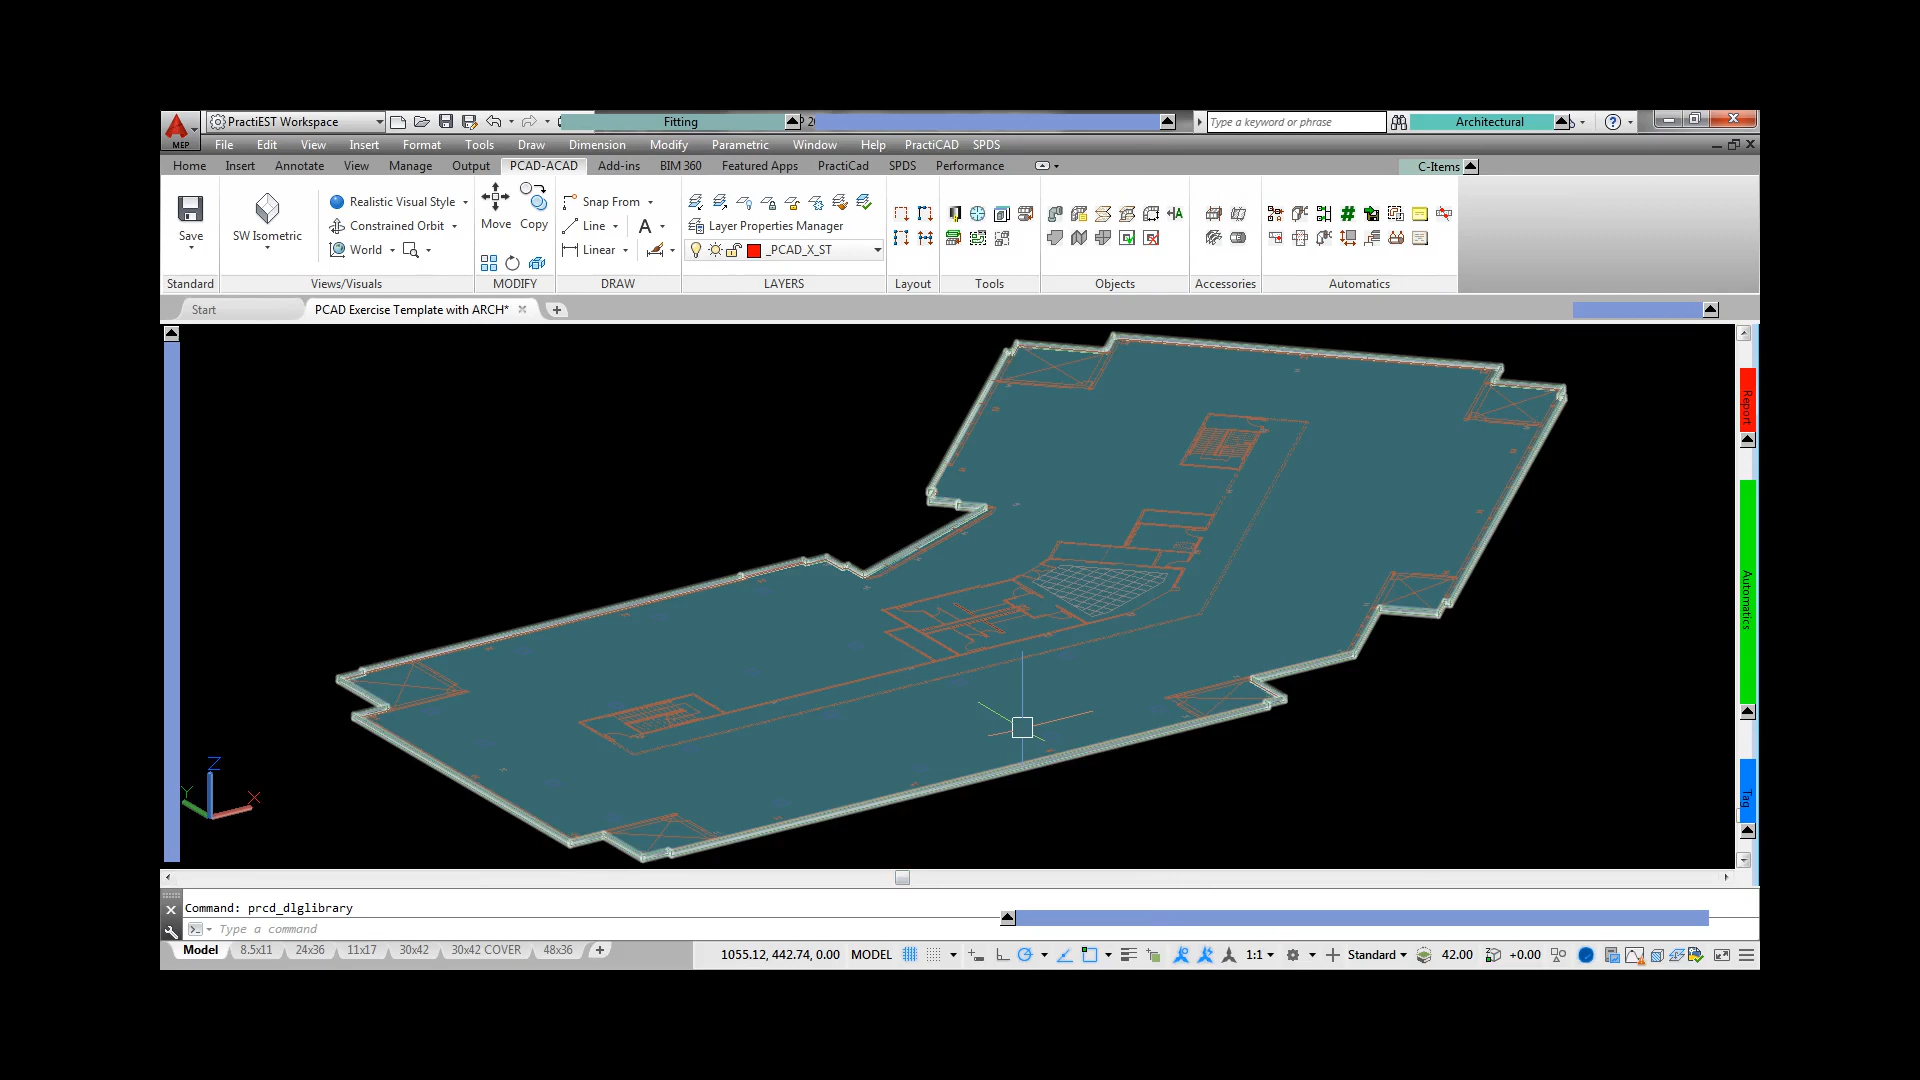 PractiEST Workspace
Fitting
P 2
Type a keyword or phrase
Architectural
MEP
File Edit View Insert Format Tools Draw Dimension Modify Parametric Window Help PractiCAD SPDS
Home Insert Annotate View Manage Output PCAD-ACAD Add-ins BIM 360 Featured Apps PractiCad SPDS Performance
C-Items
Save
SW Isometric
Realistic Visual Style
Constrained Orbit
World
Move Copy
Snap From
Line A
Linear
Layer Properties Manager
_PCAD_X_ST
Standard Views/Visuals MODIFY DRAW LAYERS Layout Tools Objects Accessories Automatics
Start PCAD Exercise Template with ARCH*
Report
Automatics
Tag
Z
Y
X
Command: prcd_dlglibrary
Type a command
Model 8.5x11 24x36 11x17 30x42 30x42 COVER 48x36
1055.12, 442.74, 0.00 MODEL 1:1 Standard 42.00 +0.00